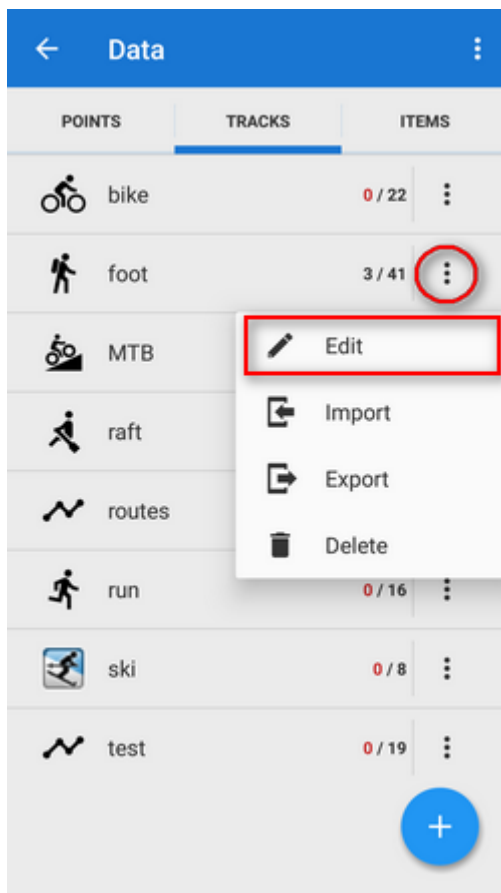 Data
POINTS TRACKS ITEMS
bike 0 / 22
foot 3 / 41
Edit
MTB
Import
raft
Export
routes
Delete
run 0 / 16
ski 0 / 8
test 0 / 19